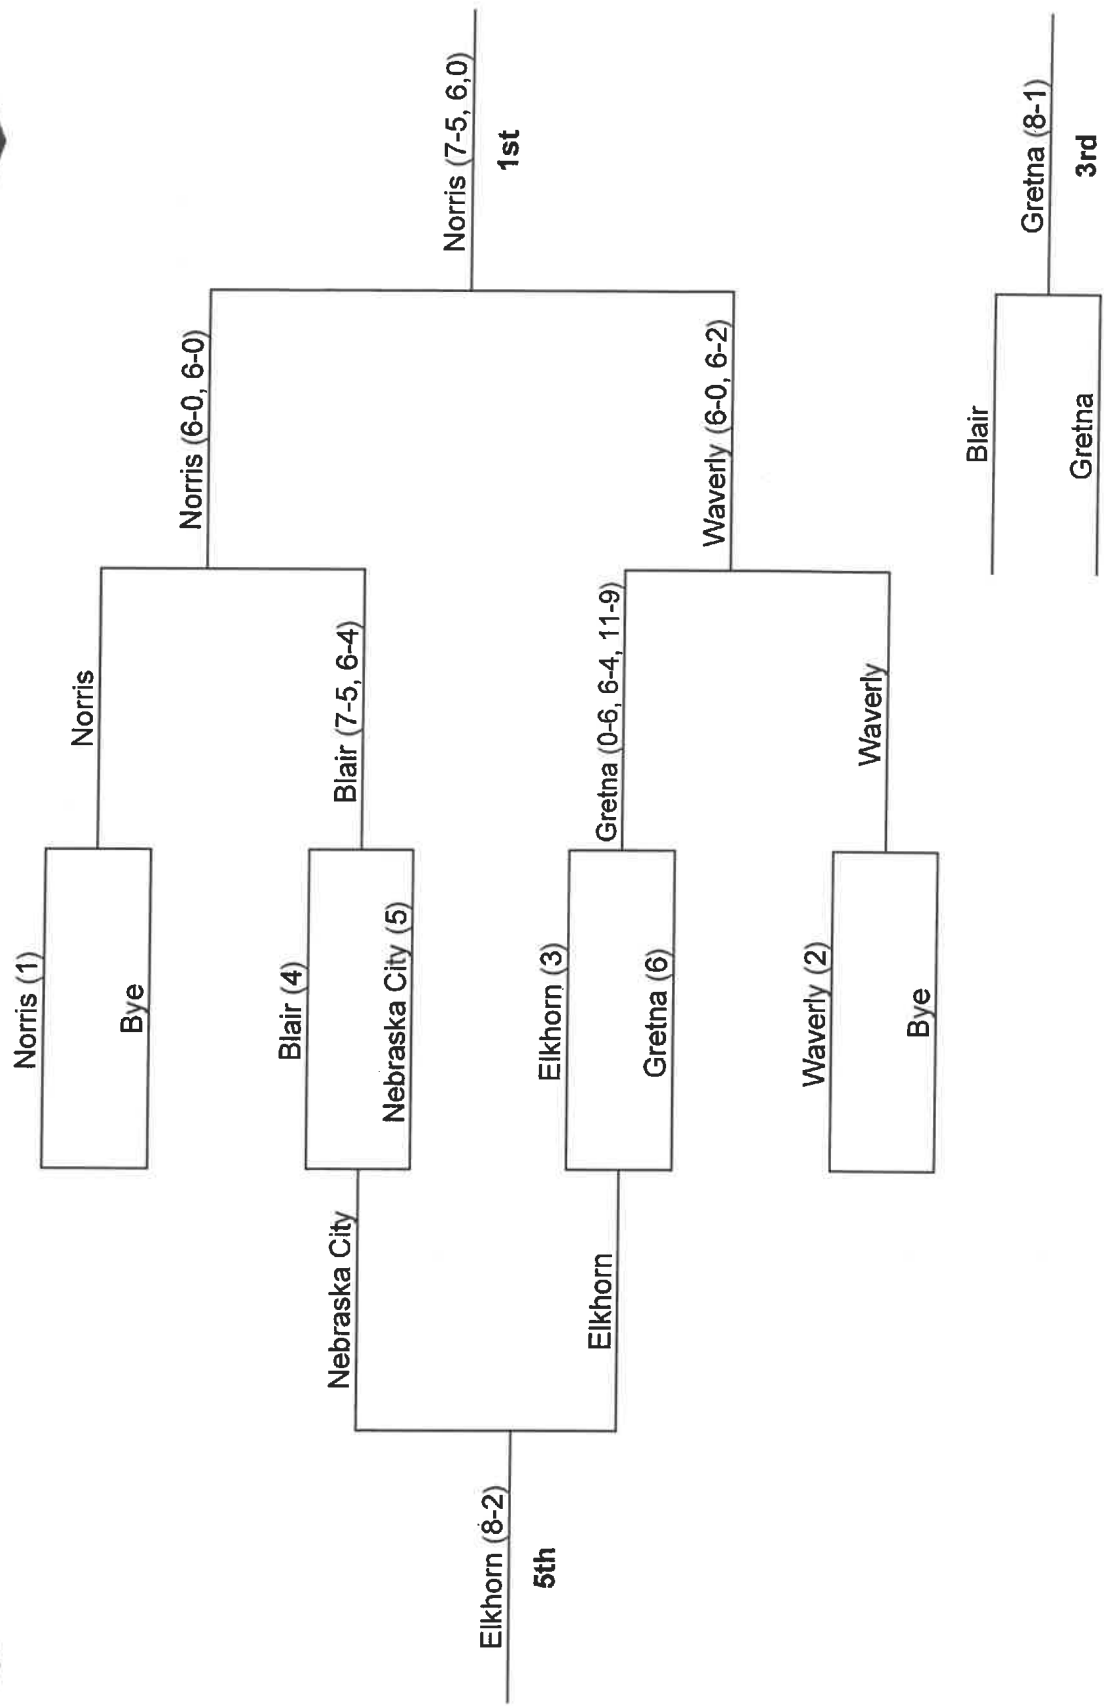 Norris (1)
Bye
Norris
Blair (4)
Nebraska City (5)
Blair (7-5, 6-4)
Norris (6-0, 6-0)
Elkhorn (3)
Gretna (6)
Gretna (0-6, 6-4, 11-9)
Waverly (2)
Bye
Waverly
Waverly (6-0, 6-2)
Norris (7-5, 6,0)
1st
Nebraska City
Elkhorn
Elkhorn (8-2)
5th
Blair
Gretna
Gretna (8-1)
3rd